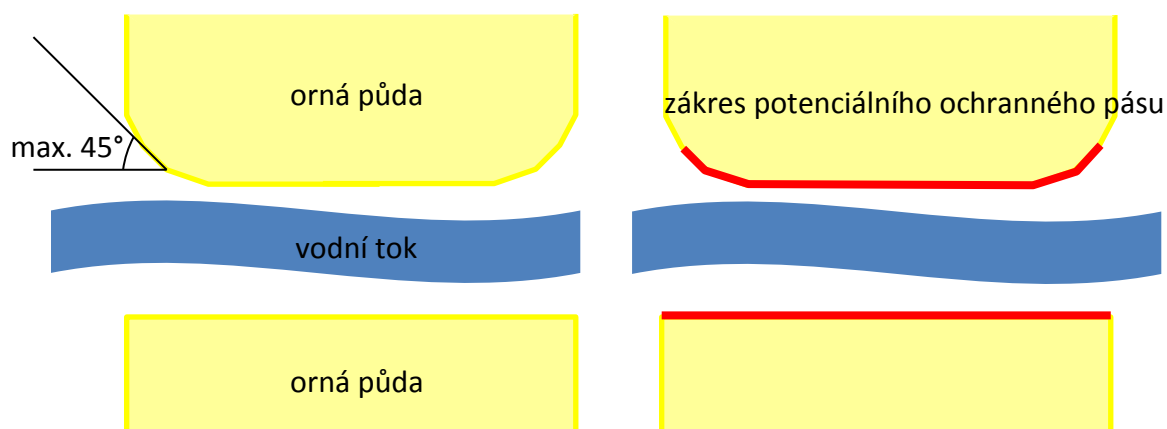 orná půda
max. 45°
vodní tok
orná půda
zákres potenciálního ochranného pásu